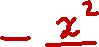 - x²